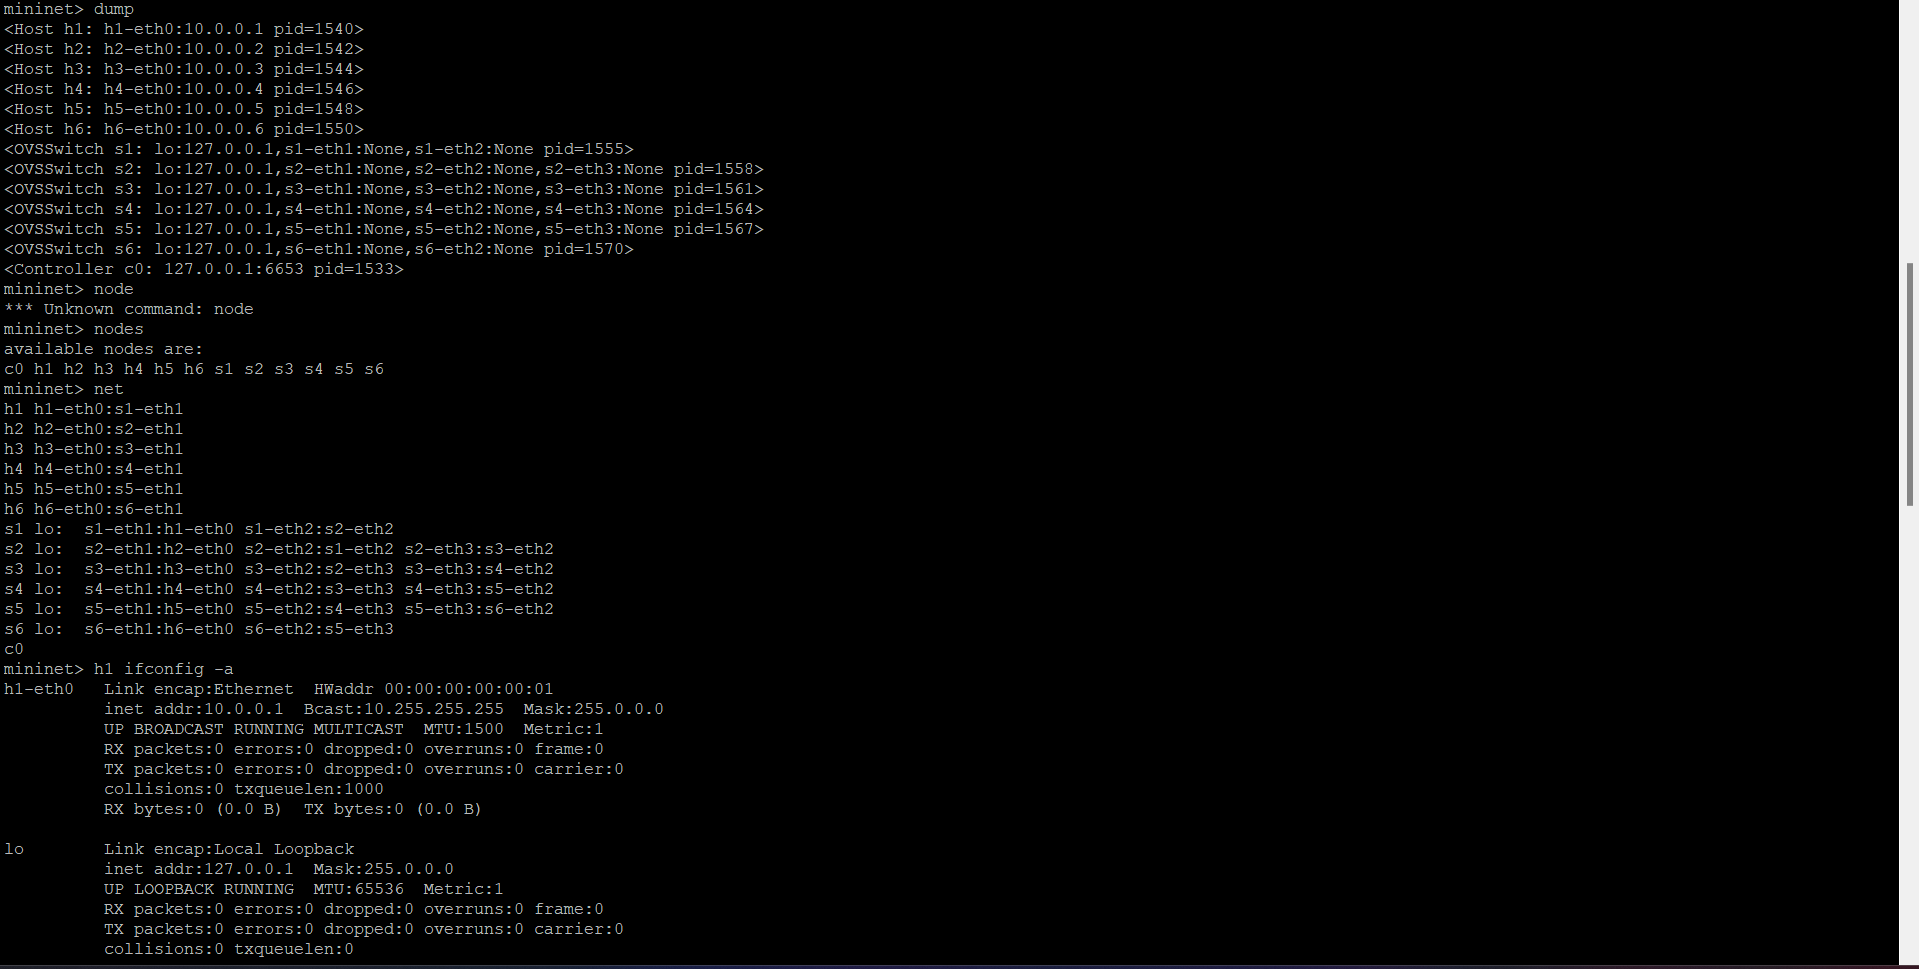 mininet> dump
<Host h1: h1-eth0:10.0.0.1 pid=1540>
<Host h2: h2-eth0:10.0.0.2 pid=1542>
<Host h3: h3-eth0:10.0.0.3 pid=1544>
<Host h4: h4-eth0:10.0.0.4 pid=1546>
<Host h5: h5-eth0:10.0.0.5 pid=1548>
<Host h6: h6-eth0:10.0.0.6 pid=1550>
<OVSSwitch s1: lo:127.0.0.1,s1-eth1:None,s1-eth2:None pid=1555>
<OVSSwitch s2: lo:127.0.0.1,s2-eth1:None,s2-eth2:None,s2-eth3:None pid=1558>
<OVSSwitch s3: lo:127.0.0.1,s3-eth1:None,s3-eth2:None,s3-eth3:None pid=1561>
<OVSSwitch s4: lo:127.0.0.1,s4-eth1:None,s4-eth2:None,s4-eth3:None pid=1564>
<OVSSwitch s5: lo:127.0.0.1,s5-eth1:None,s5-eth2:None,s5-eth3:None pid=1567>
<OVSSwitch s6: lo:127.0.0.1,s6-eth1:None,s6-eth2:None pid=1570>
<Controller c0: 127.0.0.1:6653 pid=1533>
mininet> node
*** Unknown command: node
mininet> nodes
available nodes are:
c0 h1 h2 h3 h4 h5 h6 s1 s2 s3 s4 s5 s6
mininet> net
h1 h1-eth0:s1-eth1
h2 h2-eth0:s2-eth1
h3 h3-eth0:s3-eth1
h4 h4-eth0:s4-eth1
h5 h5-eth0:s5-eth1
h6 h6-eth0:s6-eth1
s1 lo:  s1-eth1:h1-eth0 s1-eth2:s2-eth2
s2 lo:  s2-eth1:h2-eth0 s2-eth2:s1-eth2 s2-eth3:s3-eth2
s3 lo:  s3-eth1:h3-eth0 s3-eth2:s2-eth3 s3-eth3:s4-eth2
s4 lo:  s4-eth1:h4-eth0 s4-eth2:s3-eth3 s4-eth3:s5-eth2
s5 lo:  s5-eth1:h5-eth0 s5-eth2:s4-eth3 s5-eth3:s6-eth2
s6 lo:  s6-eth1:h6-eth0 s6-eth2:s5-eth3
c0
mininet> h1 ifconfig -a
h1-eth0   Link encap:Ethernet  HWaddr 00:00:00:00:00:01
          inet addr:10.0.0.1  Bcast:10.255.255.255  Mask:255.0.0.0
          UP BROADCAST RUNNING MULTICAST  MTU:1500  Metric:1
          RX packets:0 errors:0 dropped:0 overruns:0 frame:0
          TX packets:0 errors:0 dropped:0 overruns:0 carrier:0
          collisions:0 txqueuelen:1000
          RX bytes:0 (0.0 B)  TX bytes:0 (0.0 B)

lo        Link encap:Local Loopback
          inet addr:127.0.0.1  Mask:255.0.0.0
          UP LOOPBACK RUNNING  MTU:65536  Metric:1
          RX packets:0 errors:0 dropped:0 overruns:0 frame:0
          TX packets:0 errors:0 dropped:0 overruns:0 carrier:0
          collisions:0 txqueuelen:0